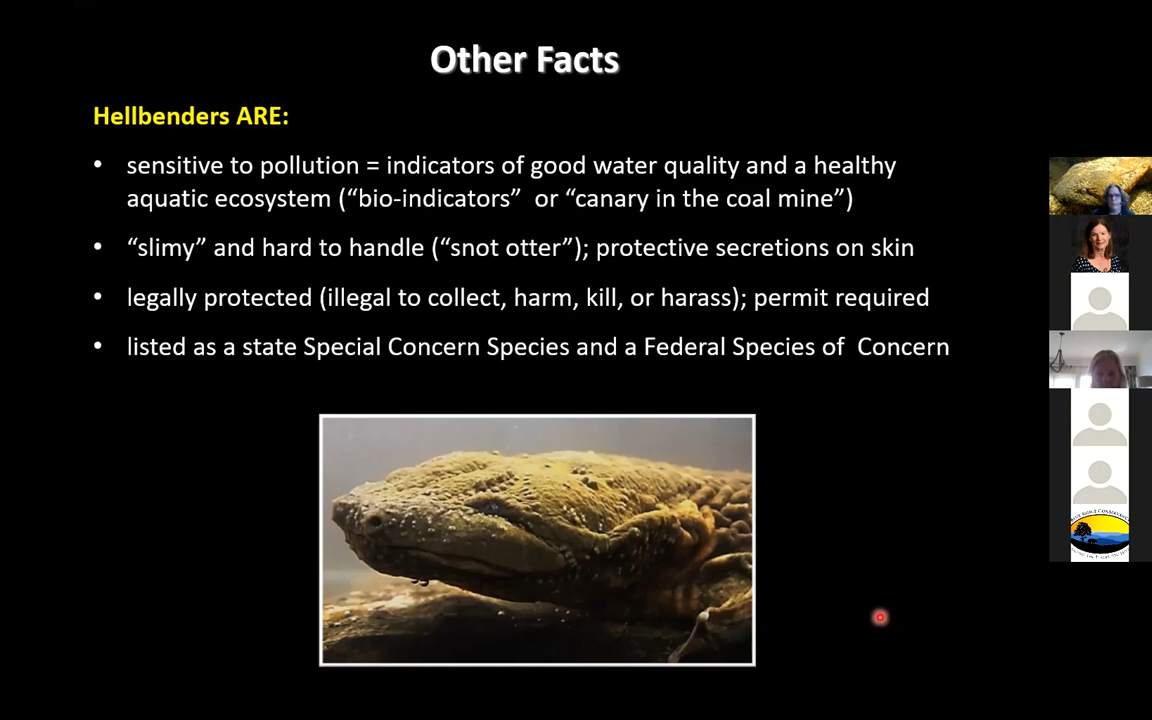 Other Facts
Hellbenders ARE:
• sensitive to pollution = indicators of good water quality and a healthy
aquatic ecosystem (“bio-indicators”  or “canary in the coal mine”)
• “slimy” and hard to handle (“snot otter”); protective secretions on skin
• legally protected (illegal to collect, harm, kill, or harass); permit required
• listed as a state Special Concern Species and a Federal Species of  Concern